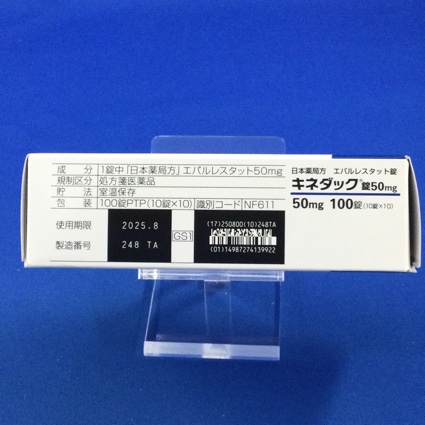 成分 1錠中「日本薬局方」エパルレスタット50mg
規制区分 処方箋医薬品
貯法 室温保存
包装 100錠PTP(10錠×10) 識別コード NF611
使用期限 2025.8
製造番号 248 TA
GS1
(17)250800(10)248TA
(01)14987274139922
日本薬局方 エパルレスタット錠
キネダック®錠50mg
50mg 100錠(10錠×10)